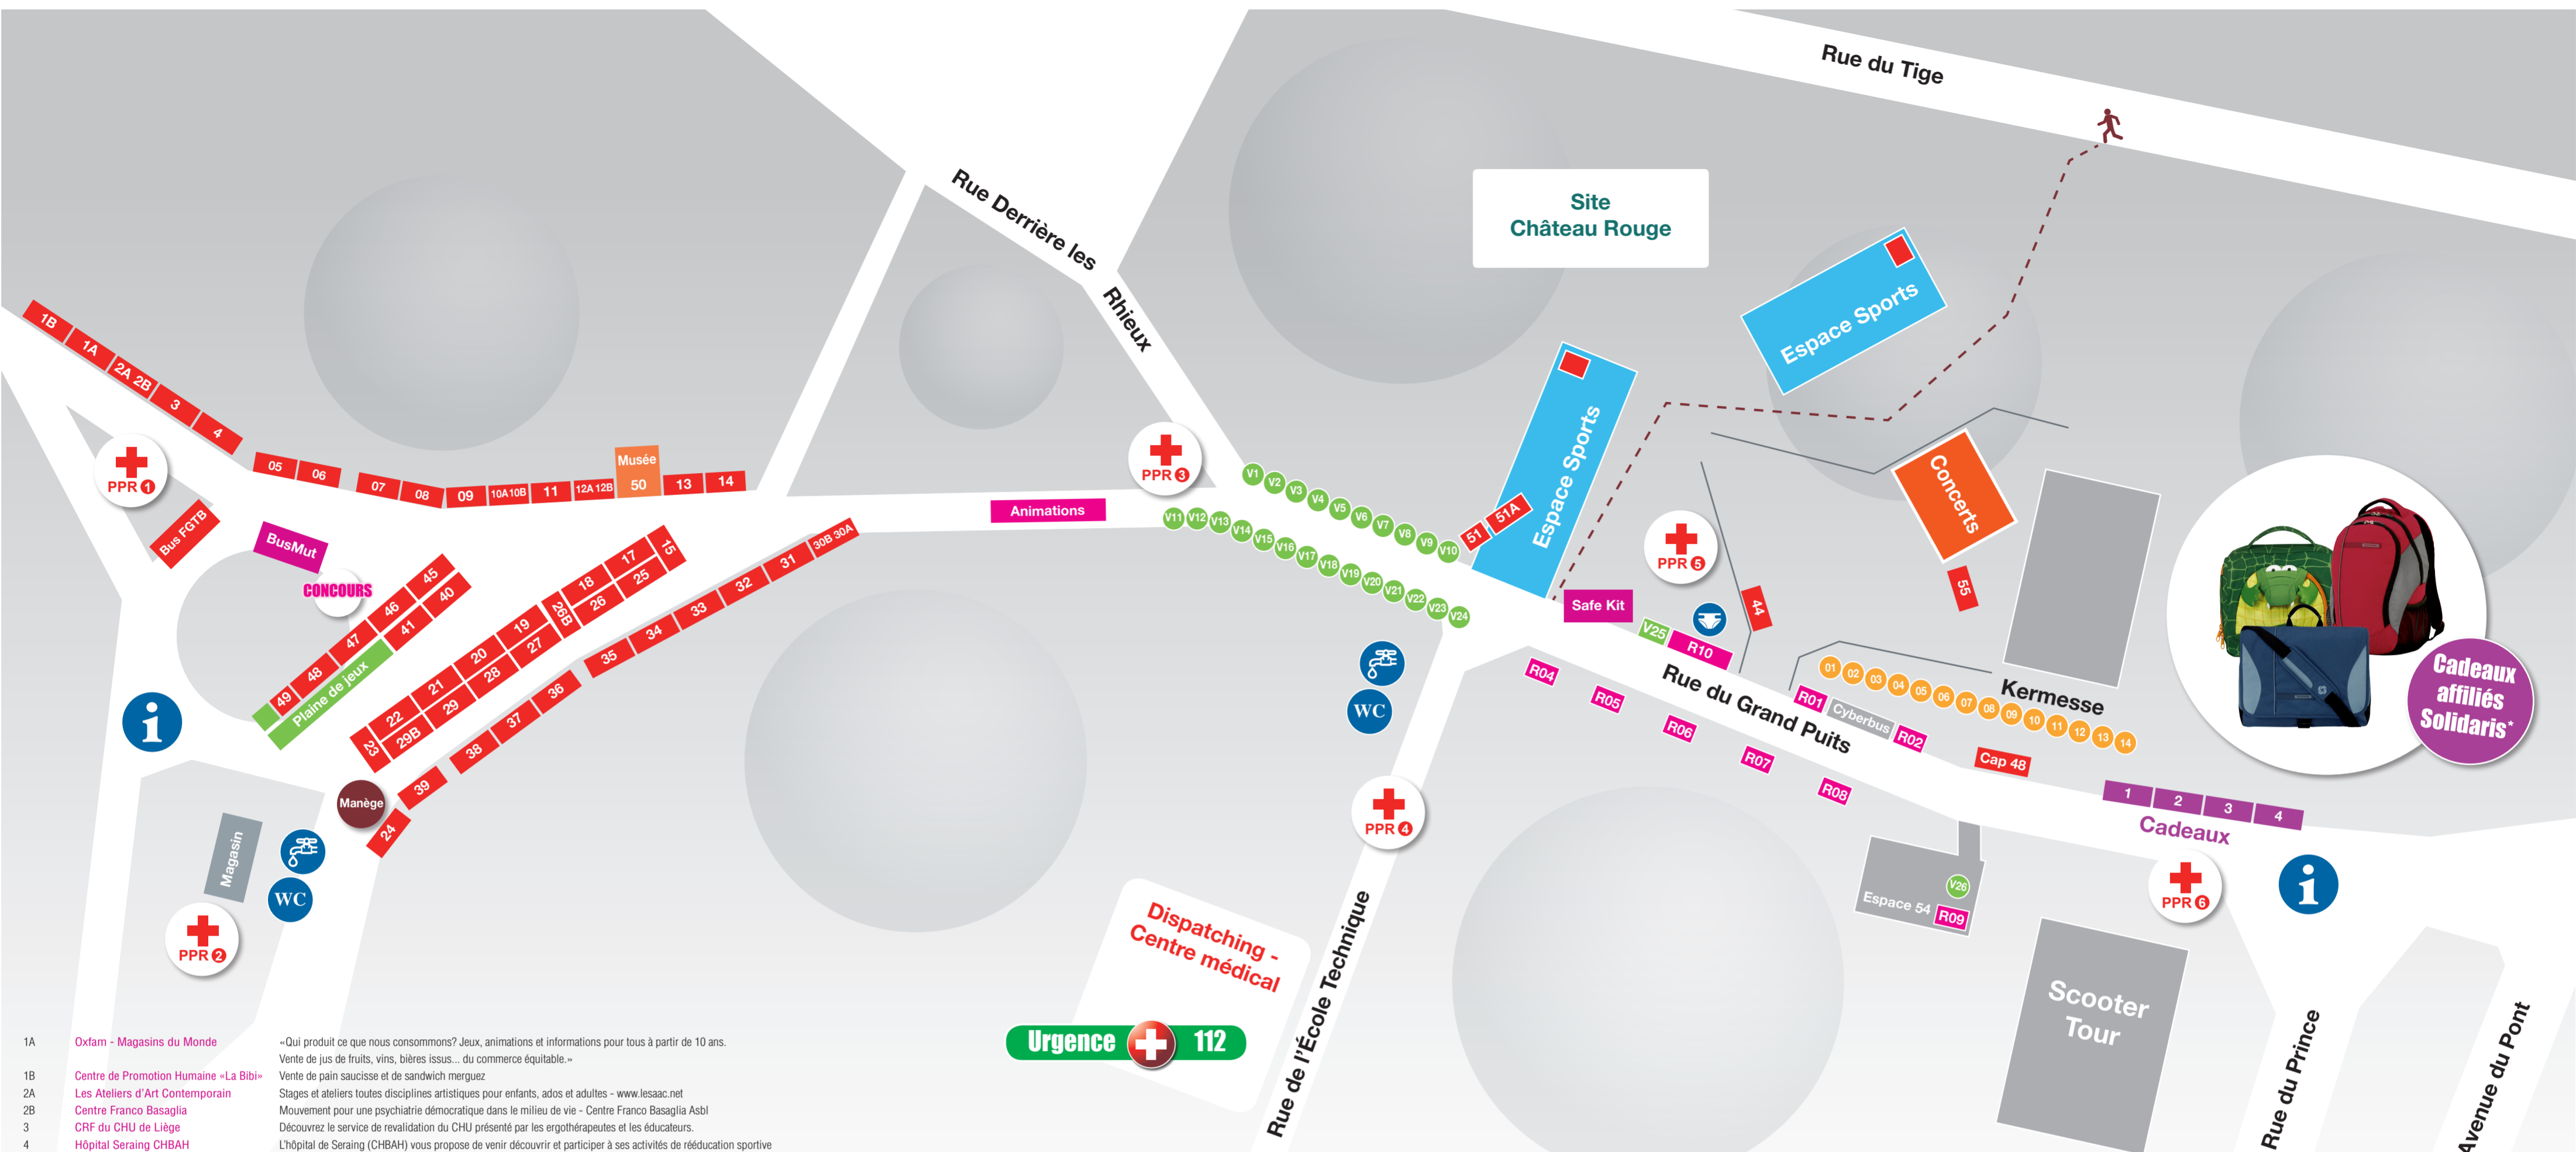 Rue du Tige
Rue Derrière les
Rhieux
Site
Château Rouge
Espace Sports
Espace Sports
Concerts
1B
1A
2A 2B
3
4
05
06
07
08
09
10A 10B
11
12A 12B
Musée
50
13
14
PPR 1
Bus FGTB
BusMut
CONCOURS
45
46
47
48
49
40
41
Plaine de jeux
15
17
18
26B
19
20
21
22
23
25
26
27
28
29
29B
30B 30A
31
32
33
34
35
36
37
38
39
24
Manège
Magasin
WC
PPR 2
Animations
PPR 3
V1
V2
V3
V4
V5
V6
V7
V8
V9
V10
V11
V12
V13
V14
V15
V16
V17
V18
V19
V20
V21
V22
V23
V24
51
51A
PPR 5
Safe Kit
V25
R10
44
55
WC
PPR 4
R04
R05
R06
R07
R08
Rue du Grand Puits
R01
Cyberbus
R02
01
02
03
04
05
06
07
08
09
10
11
12
13
14
Kermesse
Cap 48
1
2
3
4
Cadeaux
Cadeaux
affiliés
Solidaris*
V26
Espace 54
R09
PPR 6
Scooter
Tour
Rue du Prince
Avenue du Pont
Dispatching -
Centre médical
Urgence 112
Rue de l'École Technique
1A Oxfam - Magasins du Monde «Qui produit ce que nous consommons? Jeux, animations et informations pour tous à partir de 10 ans.
Vente de jus de fruits, vins, bières issus... du commerce équitable.»
1B Centre de Promotion Humaine «La Bibi» Vente de pain saucisse et de sandwich merguez
2A Les Ateliers d'Art Contemporain Stages et ateliers toutes disciplines artistiques pour enfants, ados et adultes - www.lesaac.net
2B Centre Franco Basaglia Mouvement pour une psychiatrie démocratique dans le milieu de vie - Centre Franco Basaglia Asbl
3 CRF du CHU de Liège Découvrez le service de revalidation du CHU présenté par les ergothérapeutes et les éducateurs.
4 Hôpital Seraing CHBAH L'hôpital de Seraing (CHBAH) vous propose de venir découvrir et participer à ses activités de rééducation sportive